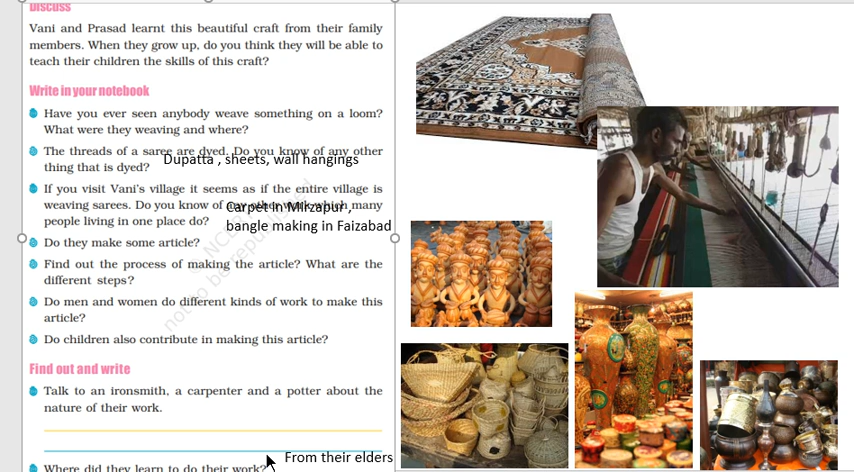 Discuss
Vani and Prasad learnt this beautiful craft from their family
members. When they grow up, do you think they will be able to
teach their children the skills of this craft?
Write in your notebook
Have you ever seen anybody weave something on a loom?
What were they weaving and where?
The threads of a saree are dyed. Do you know of any other
thing that is dyed?
Dupatta , sheets, wall hangings
If you visit Vani's village it seems as if the entire village is
weaving sarees. Do you know of any other work which many
people living in one place do?
Carpet in Mirzapur ,
bangle making in Faizabad
Do they make some article?
Find out the process of making the article? What are the
different steps?
Do men and women do different kinds of work to make this
article?
Do children also contribute in making this article?
Find out and write
Talk to an ironsmith, a carpenter and a potter about the
nature of their work.
From their elders
Where did they learn to do their work?
not to be republished